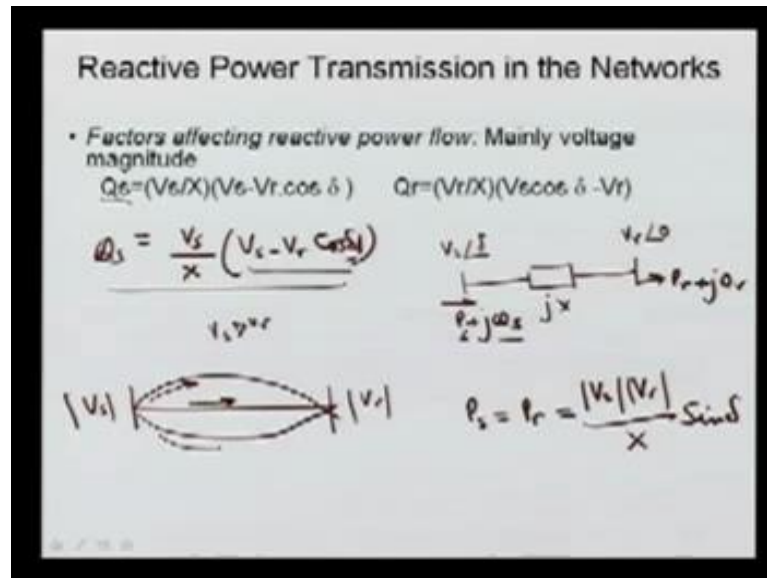 Reactive Power Transmission in the Networks
• Factors affecting reactive power flow: Mainly voltage
magnitude
Qs=(Vs/X)(Vs-Vr.cos δ) Qr=(Vr/X)(Vscos δ -Vr)
Qs = Vs/x (Vs - Vr Cosδ)
Vs/δ Vr/0
jx
Ps+jQs
Pr+jQr
Vs>Vr
|Vs| |Vr|
Ps = Pr = |Vs||Vr|/X Sinδ